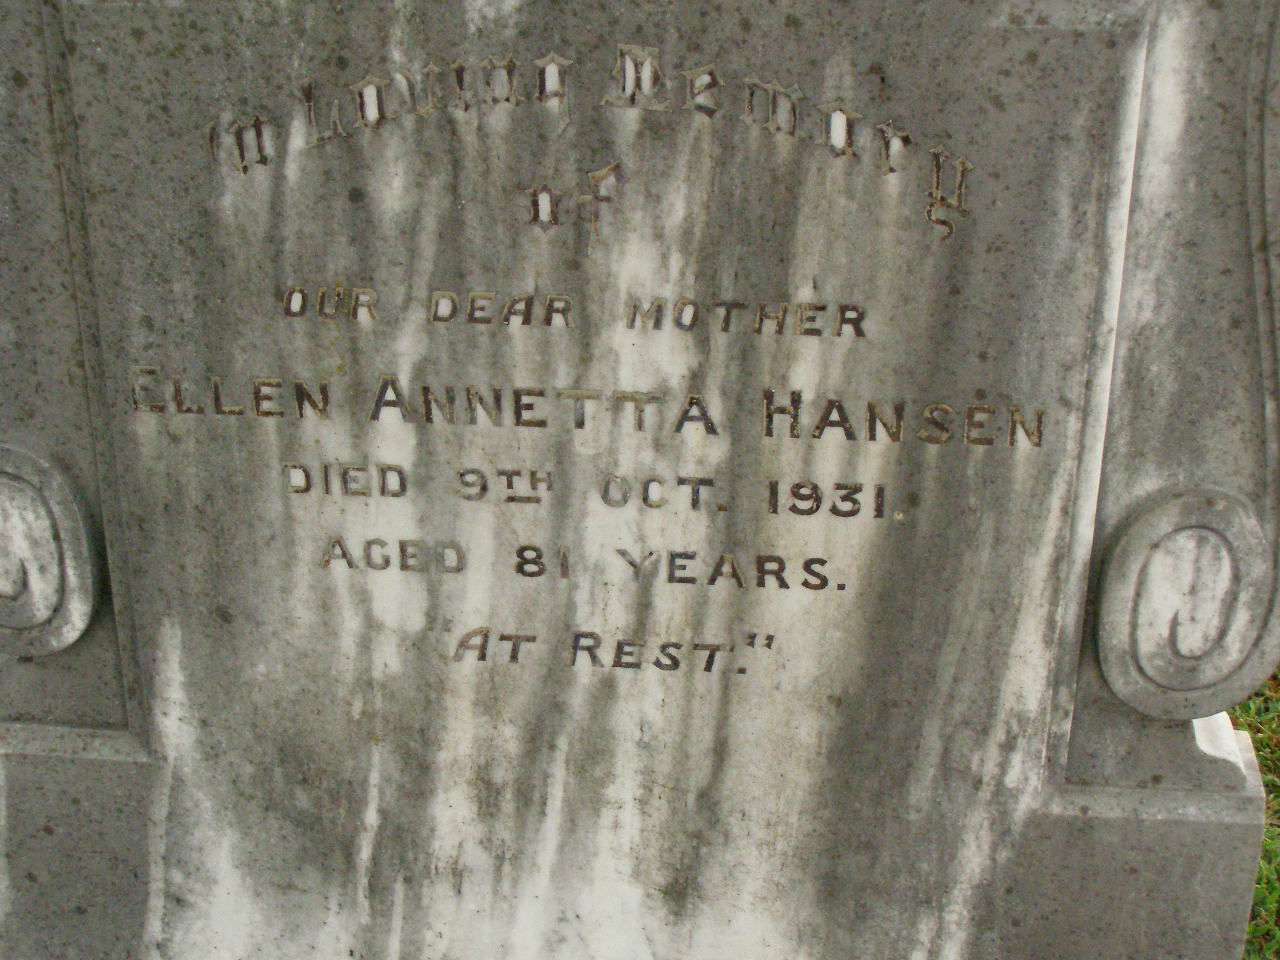 In Loving Memory
of
OUR DEAR MOTHER
ELLEN ANNETTA HANSEN
DIED 9TH OCT. 1931.
AGED 81 YEARS.
"AT REST."